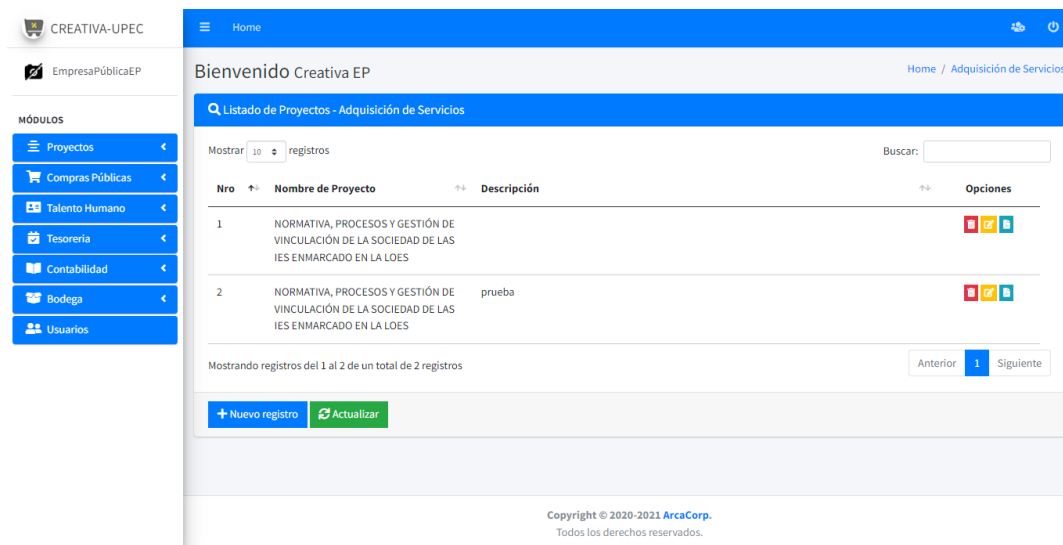 CREATIVA-UPEC
Home
EmpresaPúblicaEP
Bienvenido Creativa EP
Home / Adquisición de Servicios
MÓDULOS
Proyectos
Compras Públicas
Talento Humano
Tesoreria
Contabilidad
Bodega
Usuarios
Listado de Proyectos - Adquisición de Servicios
Mostrar 10 registros
Buscar:
Nro Nombre de Proyecto Descripción Opciones
1 NORMATIVA, PROCESOS Y GESTIÓN DE
VINCULACIÓN DE LA SOCIEDAD DE LAS
IES ENMARCADO EN LA LOES
2 NORMATIVA, PROCESOS Y GESTIÓN DE prueba
VINCULACIÓN DE LA SOCIEDAD DE LAS
IES ENMARCADO EN LA LOES
Mostrando registros del 1 al 2 de un total de 2 registros
Anterior 1 Siguiente
Nuevo registro Actualizar
Copyright © 2020-2021 ArcaCorp.
Todos los derechos reservados.